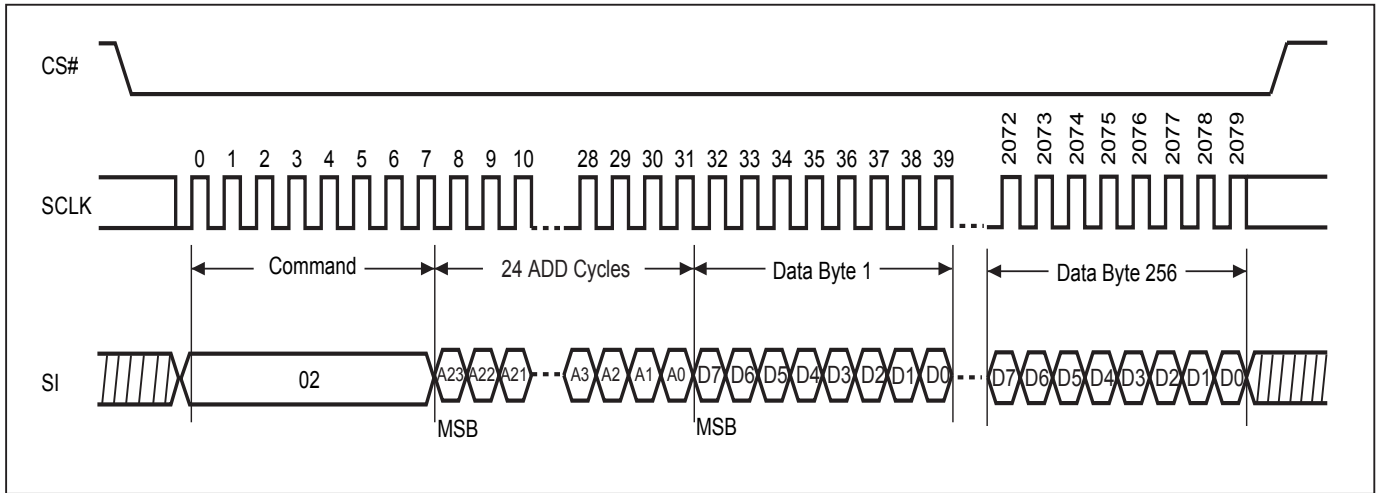 CS#
2072 2073 2074 2075 2076 2077 2078 2079
0 1 2 3 4 5 6 7 8 9 10 28 29 30 31 32 33 34 35 36 37 38 39
SCLK
Command 24 ADD Cycles Data Byte 1 Data Byte 256
SI 02 A23 A22 A21 A3 A2 A1 A0 D7 D6 D5 D4 D3 D2 D1 D0 D7 D6 D5 D4 D3 D2 D1 D0
MSB MSB